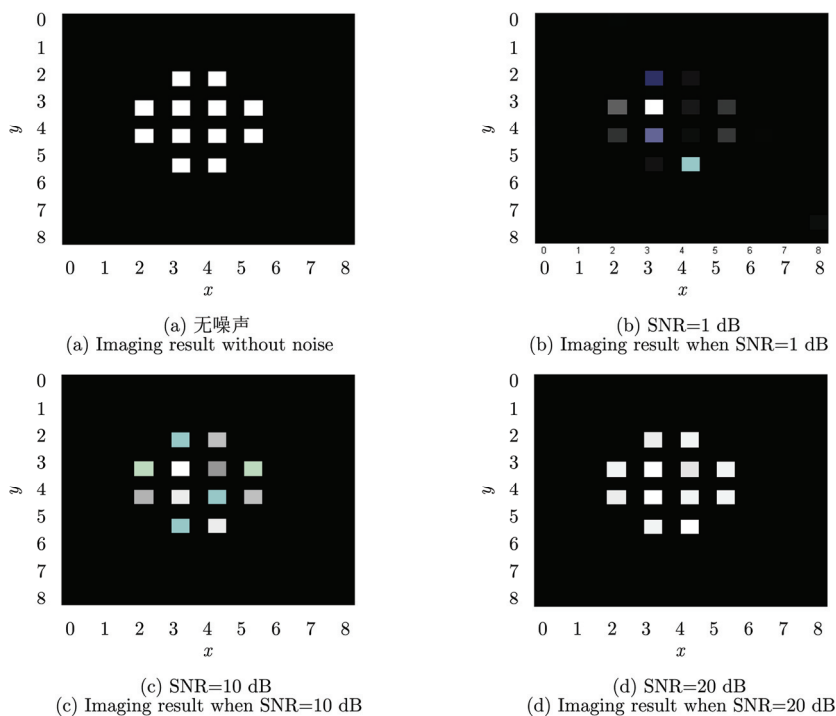 0
1
2
3
4
5
6
7
8
y
0 1 2 3 4 5 6 7 8
x
(a) 无噪声
(a) Imaging result without noise
0
1
2
3
4
5
6
7
8
y
0 1 2 3 4 5 6 7 8
0 1 2 3 4 5 6 7 8
x
(b) SNR=1 dB
(b) Imaging result when SNR=1 dB
0
1
2
3
4
5
6
7
8
y
0 1 2 3 4 5 6 7 8
x
(c) SNR=10 dB
(c) Imaging result when SNR=10 dB
0
1
2
3
4
5
6
7
8
y
0 1 2 3 4 5 6 7 8
x
(d) SNR=20 dB
(d) Imaging result when SNR=20 dB